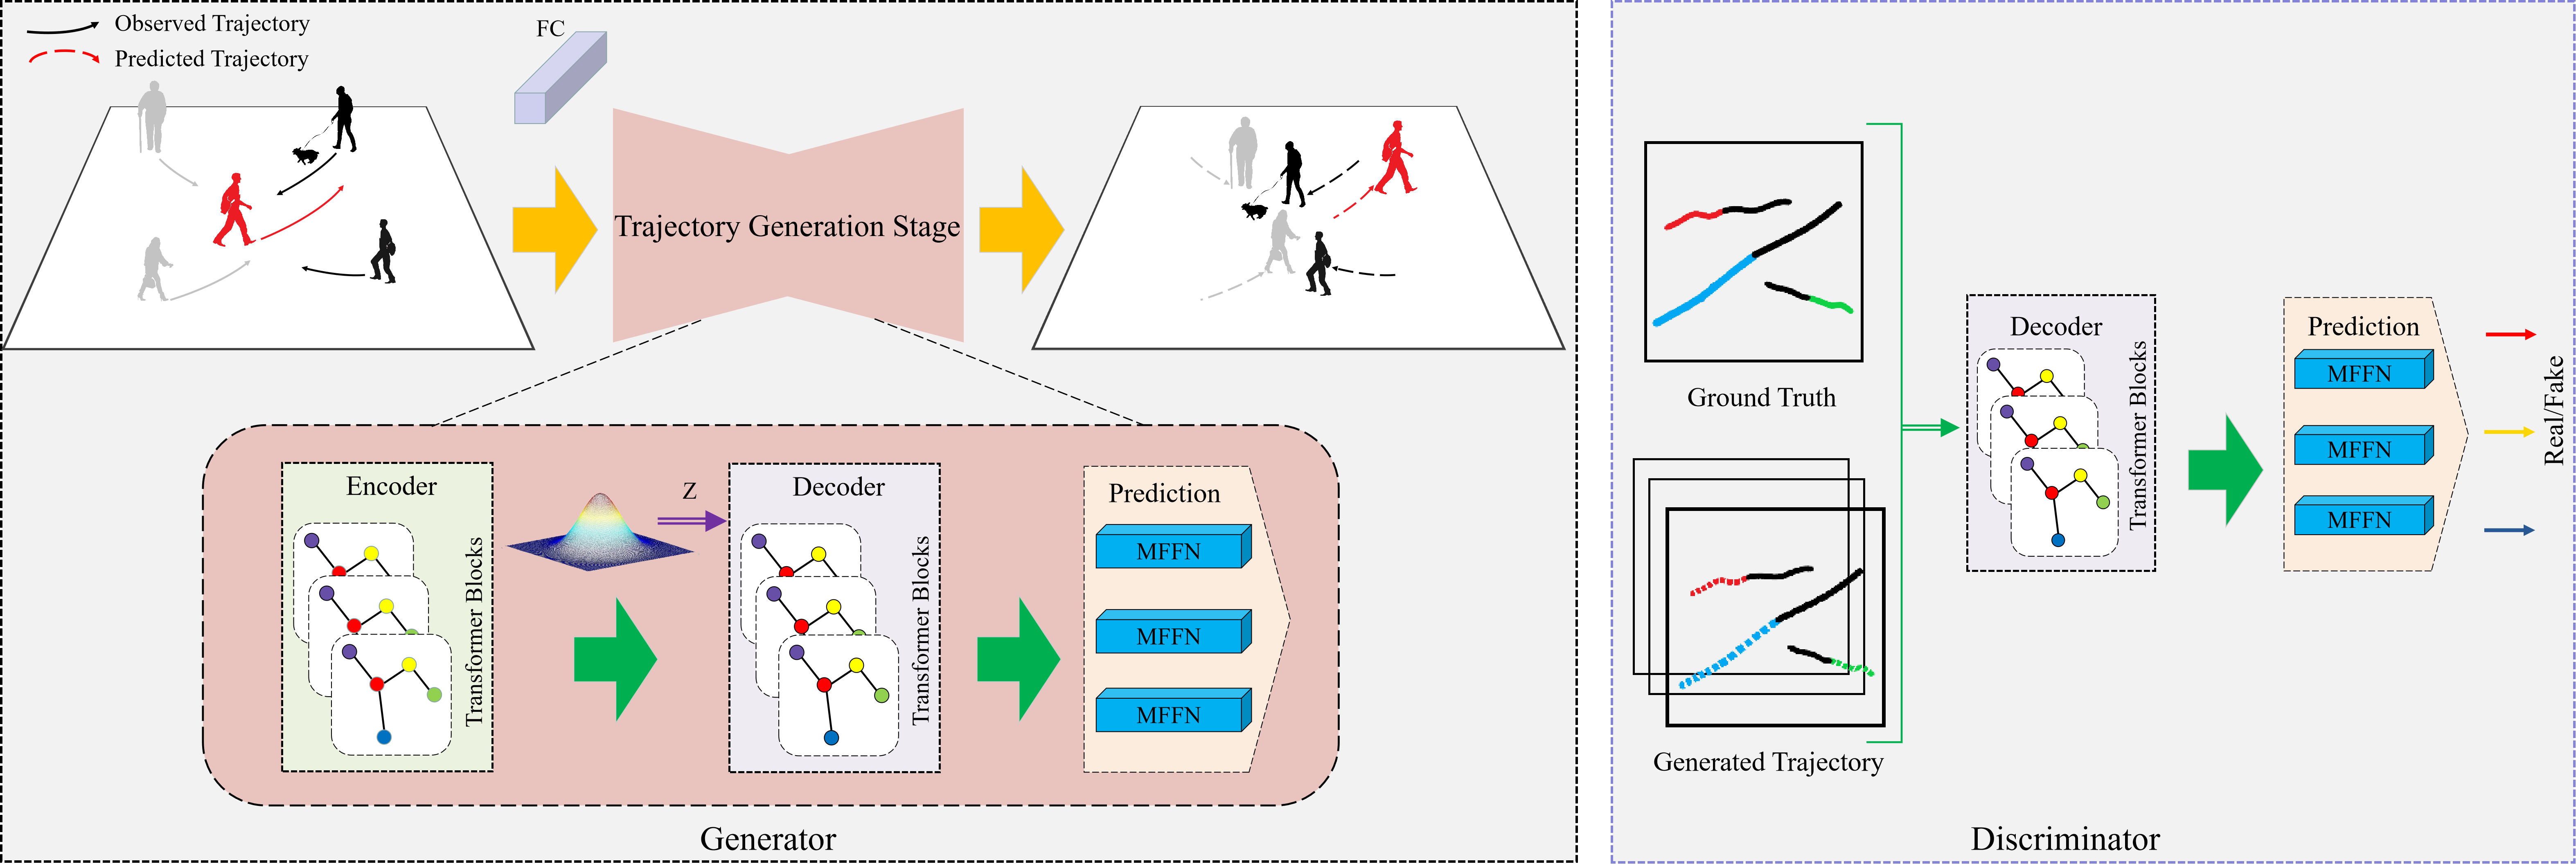 Observed Trajectory
Predicted Trajectory
FC
Trajectory Generation Stage
Encoder
Transformer Blocks
Z
Decoder
Transformer Blocks
Prediction
MFFN
MFFN
MFFN
Generator
Ground Truth
Generated Trajectory
Decoder
Transformer Blocks
Prediction
MFFN
MFFN
MFFN
Real/Fake
Discriminator